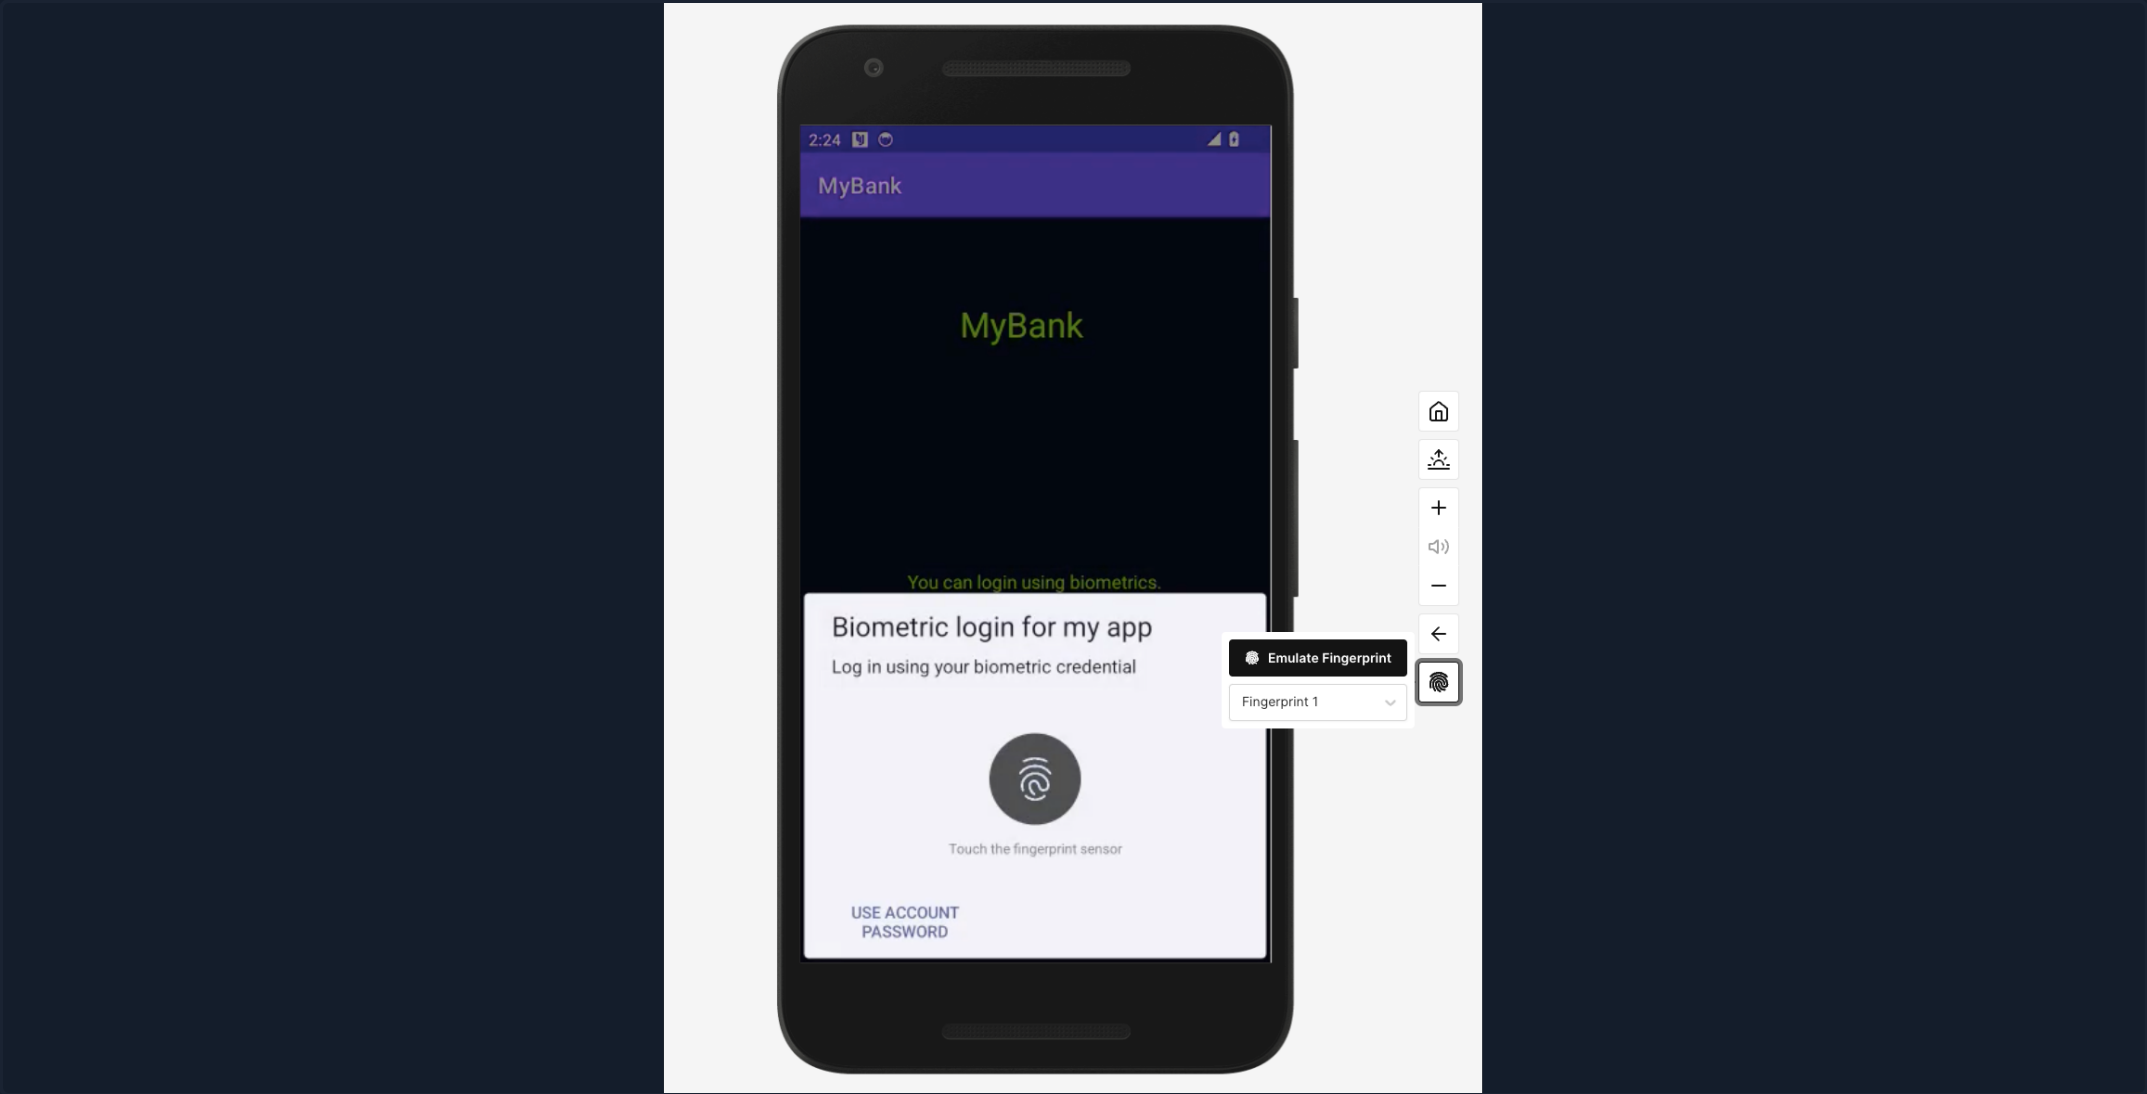 2:24
MyBank
MyBank
You can login using biometrics.
Biometric login for my app
Log in using your biometric credential
Emulate Fingerprint
Fingerprint 1
Touch the fingerprint sensor
USE ACCOUNT
PASSWORD